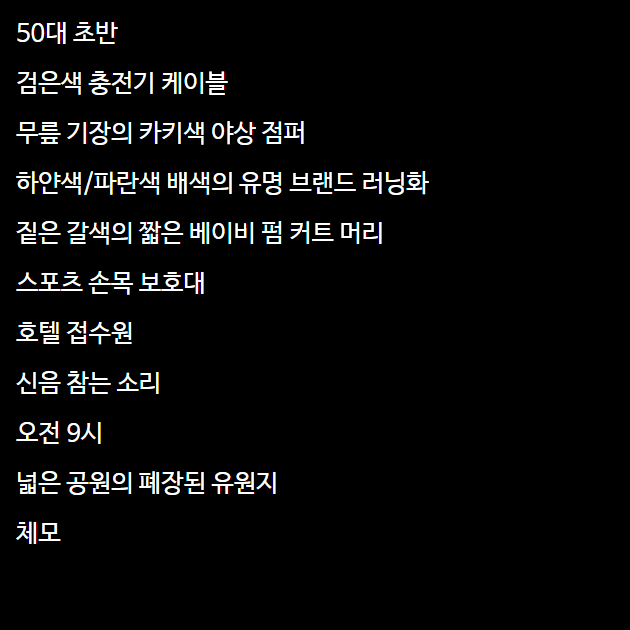 50대 초반
검은색 충전기 케이블
무릎 기장의 카키색 야상 점퍼
하얀색/파란색 배색의 유명 브랜드 러닝화
짙은 갈색의 짧은 베이비 펌 커트 머리
스포츠 손목 보호대
호텔 접수원
신음 참는 소리
오전 9시
넓은 공원의 폐장된 유원지
체모